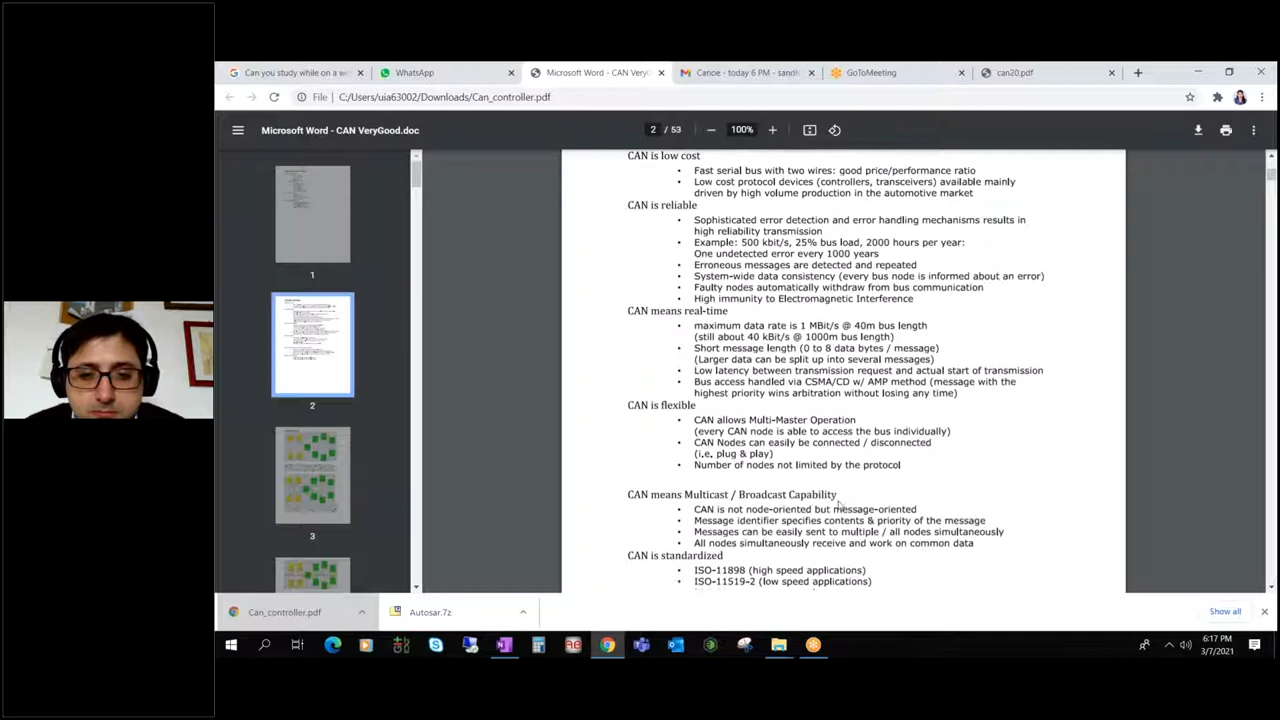 Can you study while on a w
WhatsApp
Microsoft Word - CAN VeryG
Canoe - today 6 PM - sandh
GoToMeeting
can20.pdf
File
C:/Users/uia63002/Downloads/Can_controller.pdf
Microsoft Word - CAN VeryGood.doc
2 / 53
100%
CAN is low cost
• Fast serial bus with two wires: good price/performance ratio
• Low cost protocol devices (controllers, transceivers) available mainly
driven by high volume production in the automotive market
CAN is reliable
• Sophisticated error detection and error handling mechanisms results in
high reliability transmission
• Example: 500 kbit/s, 25% bus load, 2000 hours per year:
One undetected error every 1000 years
• Erroneous messages are detected and repeated
• System-wide data consistency (every bus node is informed about an error)
• Faulty nodes automatically withdraw from bus communication
• High immunity to Electromagnetic Interference
CAN means real-time
• maximum data rate is 1 MBit/s @ 40m bus length
(still about 40 kBit/s @ 1000m bus length)
• Short message length (0 to 8 data bytes / message)
(Larger data can be split up into several messages)
• Low latency between transmission request and actual start of transmission
• Bus access handled via CSMA/CD w/ AMP method (message with the
highest priority wins arbitration without losing any time)
CAN is flexible
• CAN allows Multi-Master Operation
(every CAN node is able to access the bus individually)
• CAN Nodes can easily be connected / disconnected
(i.e. plug & play)
• Number of nodes not limited by the protocol
CAN means Multicast / Broadcast Capability
• CAN is not node-oriented but message-oriented
• Message identifier specifies contents & priority of the message
• Messages can be easily sent to multiple / all nodes simultaneously
• All nodes simultaneously receive and work on common data
CAN is standardized
• ISO-11898 (high speed applications)
• ISO-11519-2 (low speed applications)
1
2
3
Can_controller.pdf
Autosar.7z
Show all
6:17 PM
3/7/2021